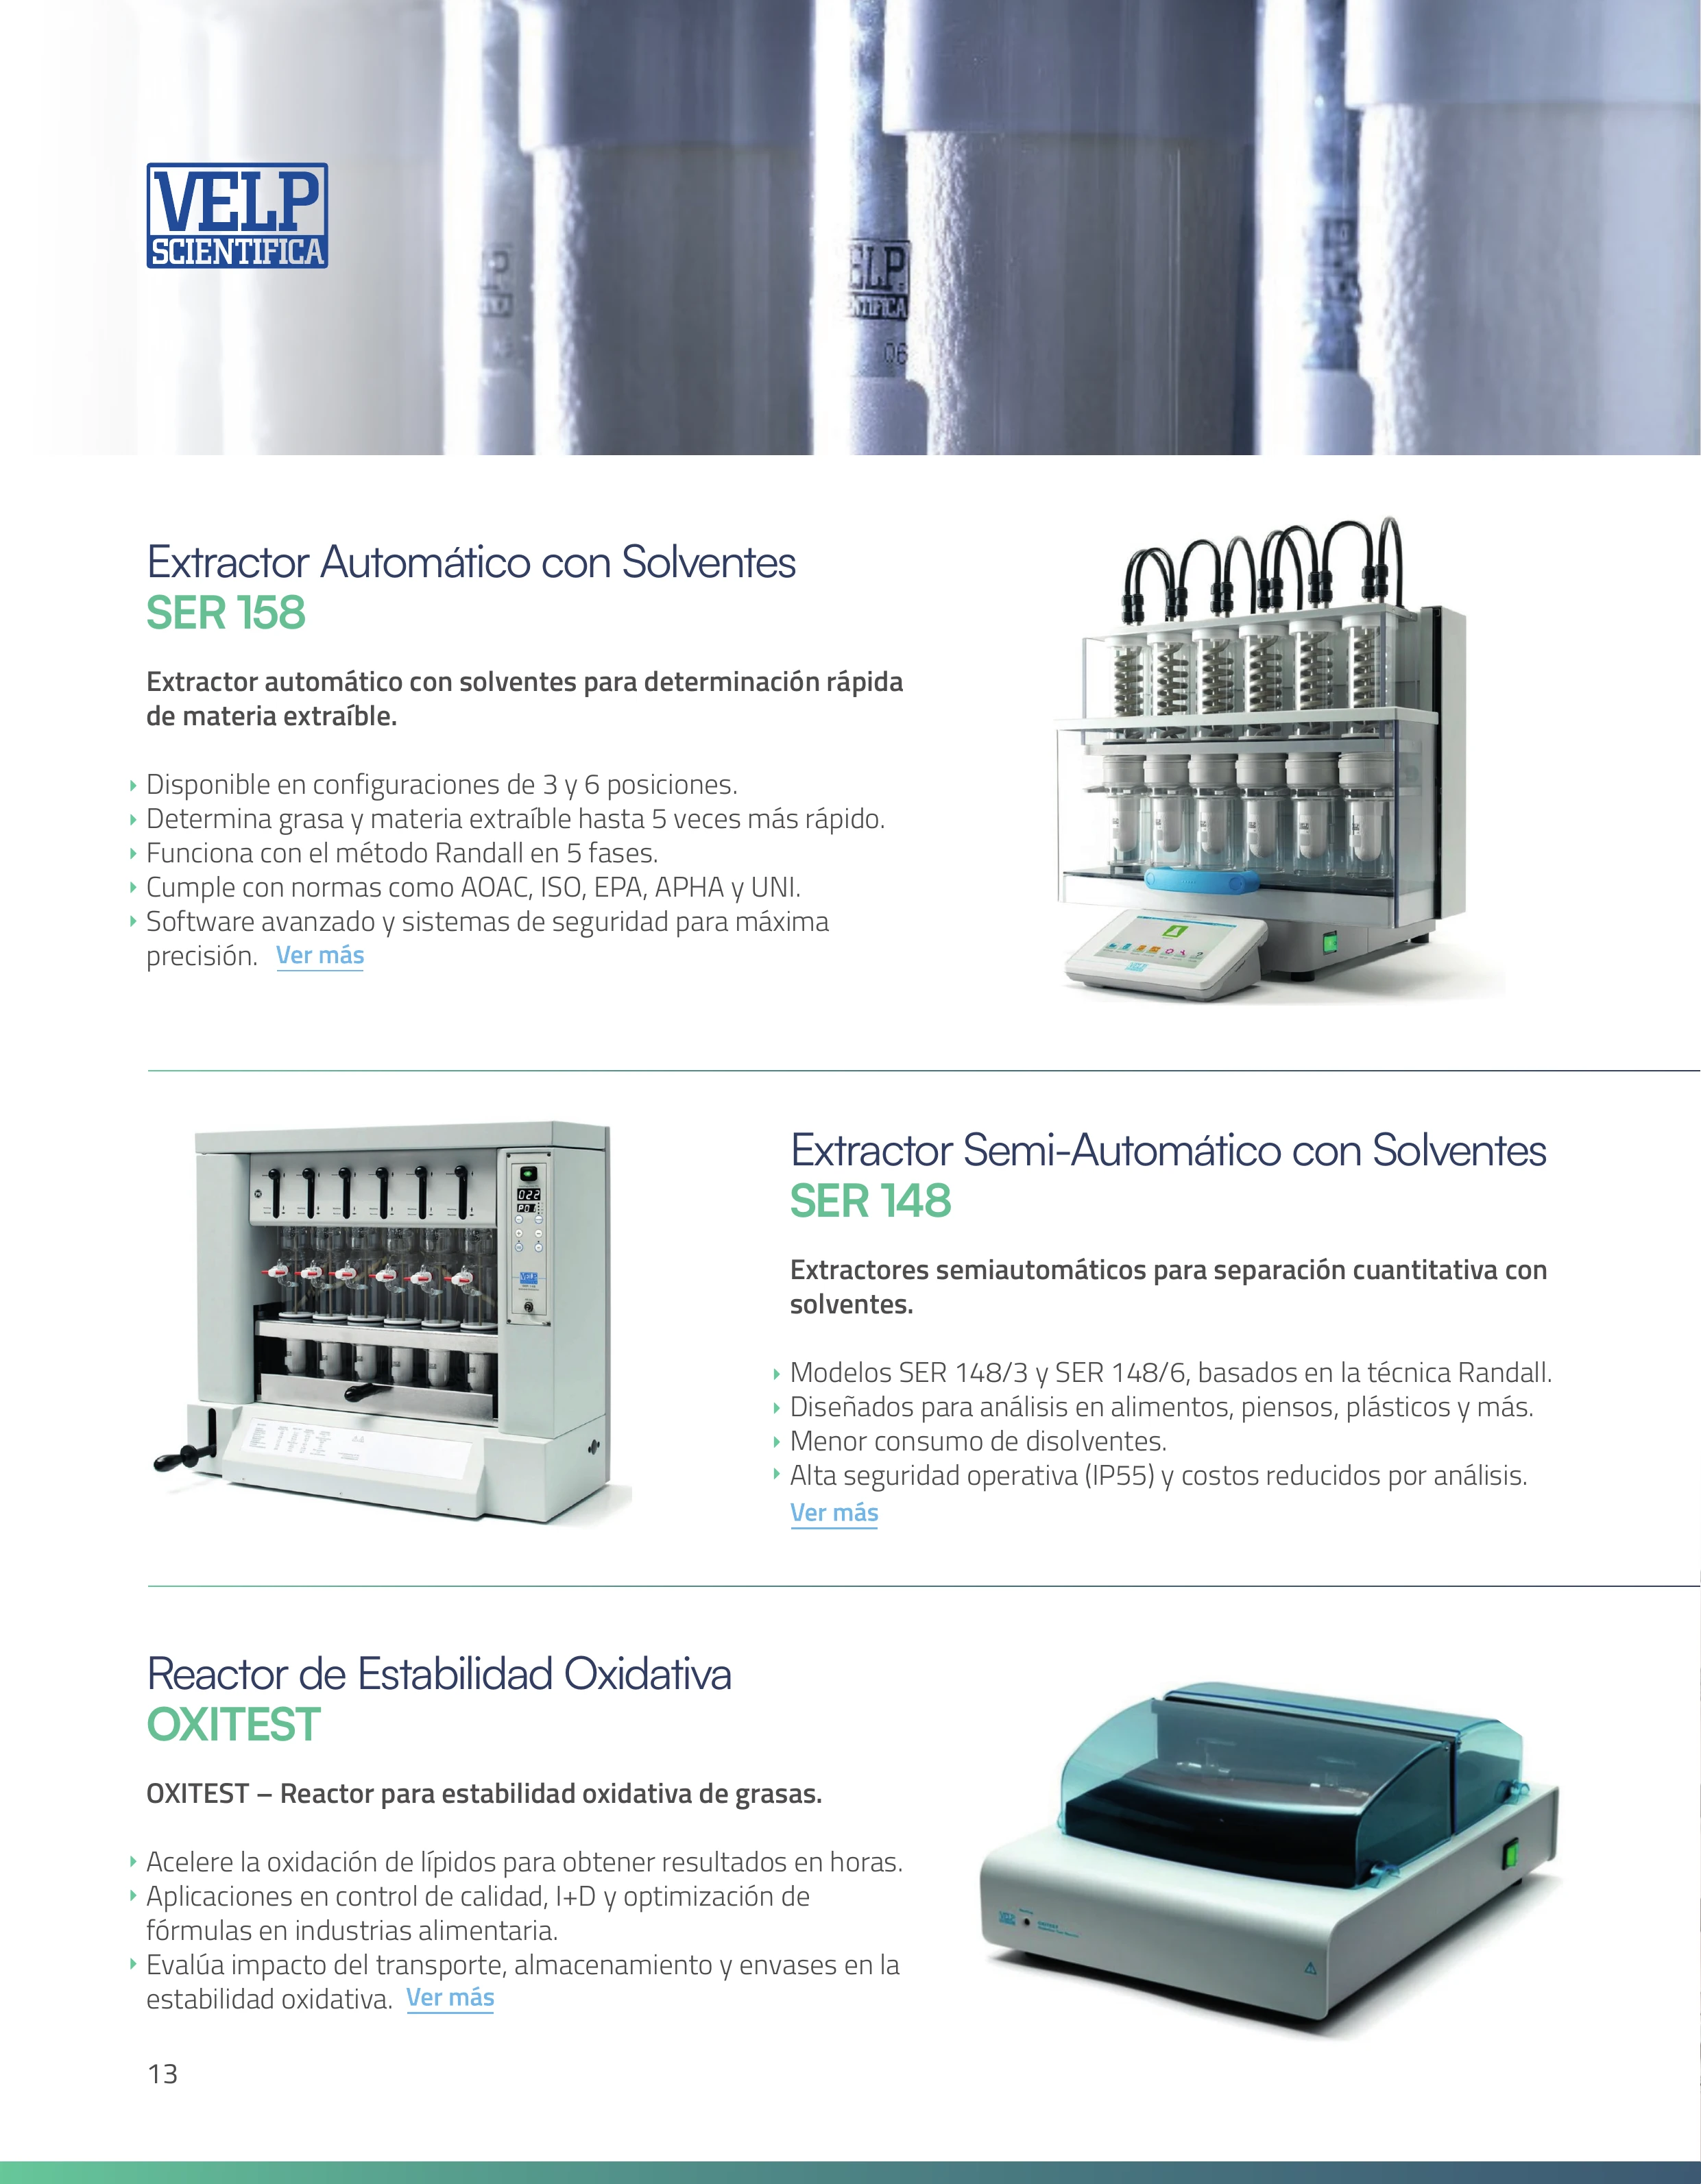 VELP
SCIENTIFICA
ELP
NTIFICA
06
Extractor Automático con Solventes
SER 158
Extractor automático con solventes para determinación rápida
de materia extraíble.
Disponible en configuraciones de 3 y 6 posiciones.
Determina grasa y materia extraíble hasta 5 veces más rápido.
Funciona con el método Randall en 5 fases.
Cumple con normas como AOAC, ISO, EPA, APHA y UNI.
Software avanzado y sistemas de seguridad para máxima
precisión. Ver más
Extractor Semi-Automático con Solventes
SER 148
Extractores semiautomáticos para separación cuantitativa con
solventes.
Modelos SER 148/3 y SER 148/6, basados en la técnica Randall.
Diseñados para análisis en alimentos, piensos, plásticos y más.
Menor consumo de disolventes.
Alta seguridad operativa (IP55) y costos reducidos por análisis.
Ver más
022
P01
VELP
Reactor de Estabilidad Oxidativa
OXITEST
OXITEST – Reactor para estabilidad oxidativa de grasas.
Acelere la oxidación de lípidos para obtener resultados en horas.
Aplicaciones en control de calidad, I+D y optimización de
fórmulas en industrias alimentaria.
Evalúa impacto del transporte, almacenamiento y envases en la
estabilidad oxidativa. Ver más
13